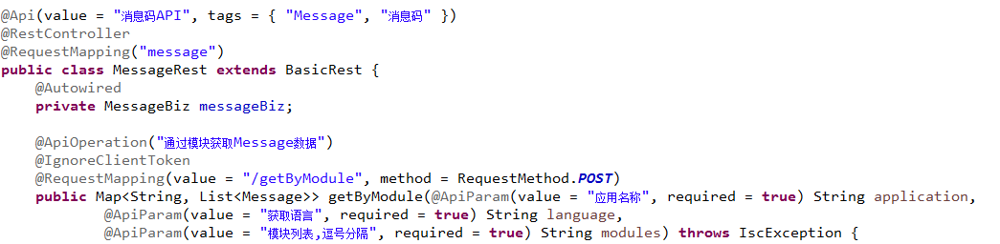 @Api(value = "消息码API", tags = { "Message", "消息码" })
@RestController
@RequestMapping("message")
public class MessageRest extends BasicRest {
@Autowired
private MessageBiz messageBiz;
@ApiOperation("通过模块获取Message数据")
@IgnoreClientToken
@RequestMapping(value = "/getByModule", method = RequestMethod.POST)
public Map<String, List<Message>> getByModule(@ApiParam(value = "应用名称", required = true) String application,
@ApiParam(value = "获取语言", required = true) String language,
@ApiParam(value = "模块列表,逗号分隔", required = true) String modules) throws IscException {